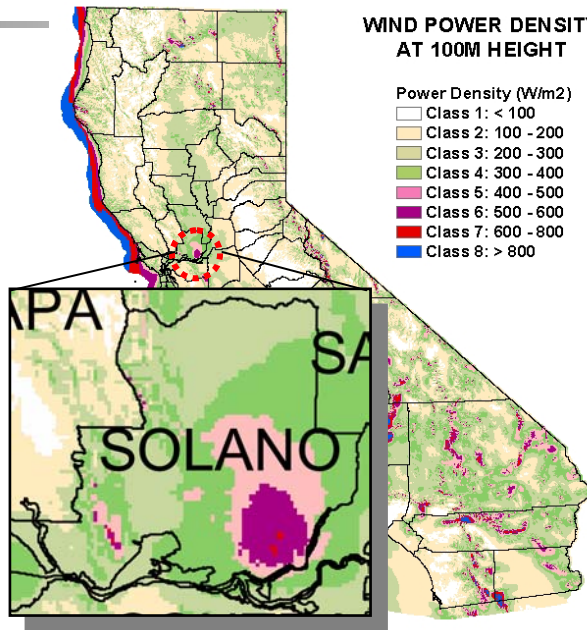 WIND POWER DENSIT
AT 100M HEIGHT
Power Density (W/m2)
Class 1: < 100
Class 2: 100 - 200
Class 3: 200 - 300
Class 4: 300 - 400
Class 5: 400 - 500
Class 6: 500 - 600
Class 7: 600 - 800
Class 8: > 800
APA
SA
SOLANO